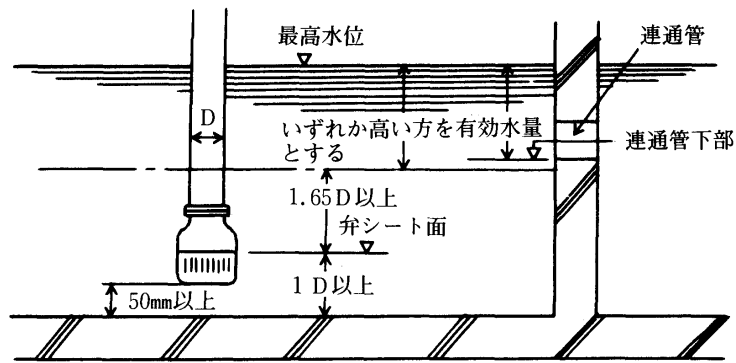 最高水位
連通管
D
いずれか高い方を有効水量
とする
連通管下部
1.65D以上
弁シート面
1D以上
50mm以上